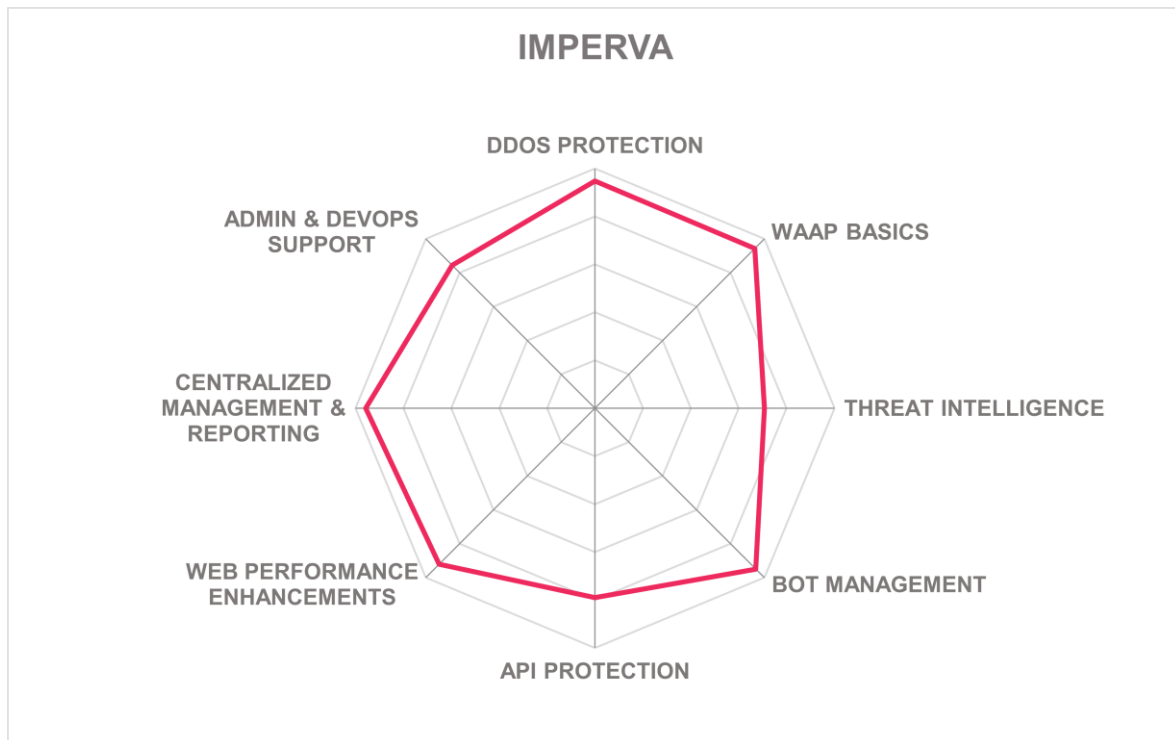 IMPERVA
DDOS PROTECTION
ADMIN & DEVOPS
SUPPORT
WAAP BASICS
CENTRALIZED
MANAGEMENT &
REPORTING
THREAT INTELLIGENCE
WEB PERFORMANCE
ENHANCEMENTS
BOT MANAGEMENT
API PROTECTION